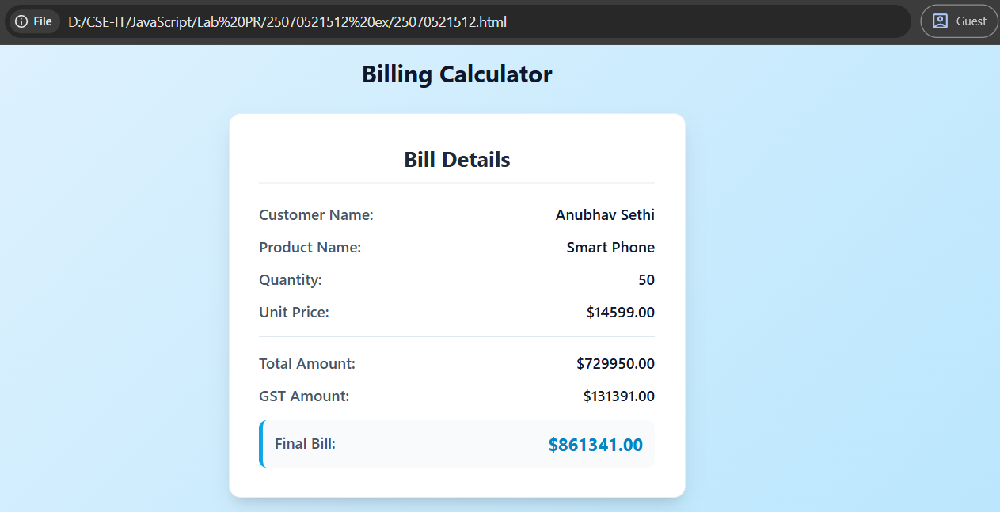 File D:/CSE-IT/JavaScript/Lab%20PR/25070521512%20ex/25070521512.html Guest
Billing Calculator
Bill Details
Customer Name: Anubhav Sethi
Product Name: Smart Phone
Quantity: 50
Unit Price: $14599.00
Total Amount: $729950.00
GST Amount: $131391.00
Final Bill: $861341.00